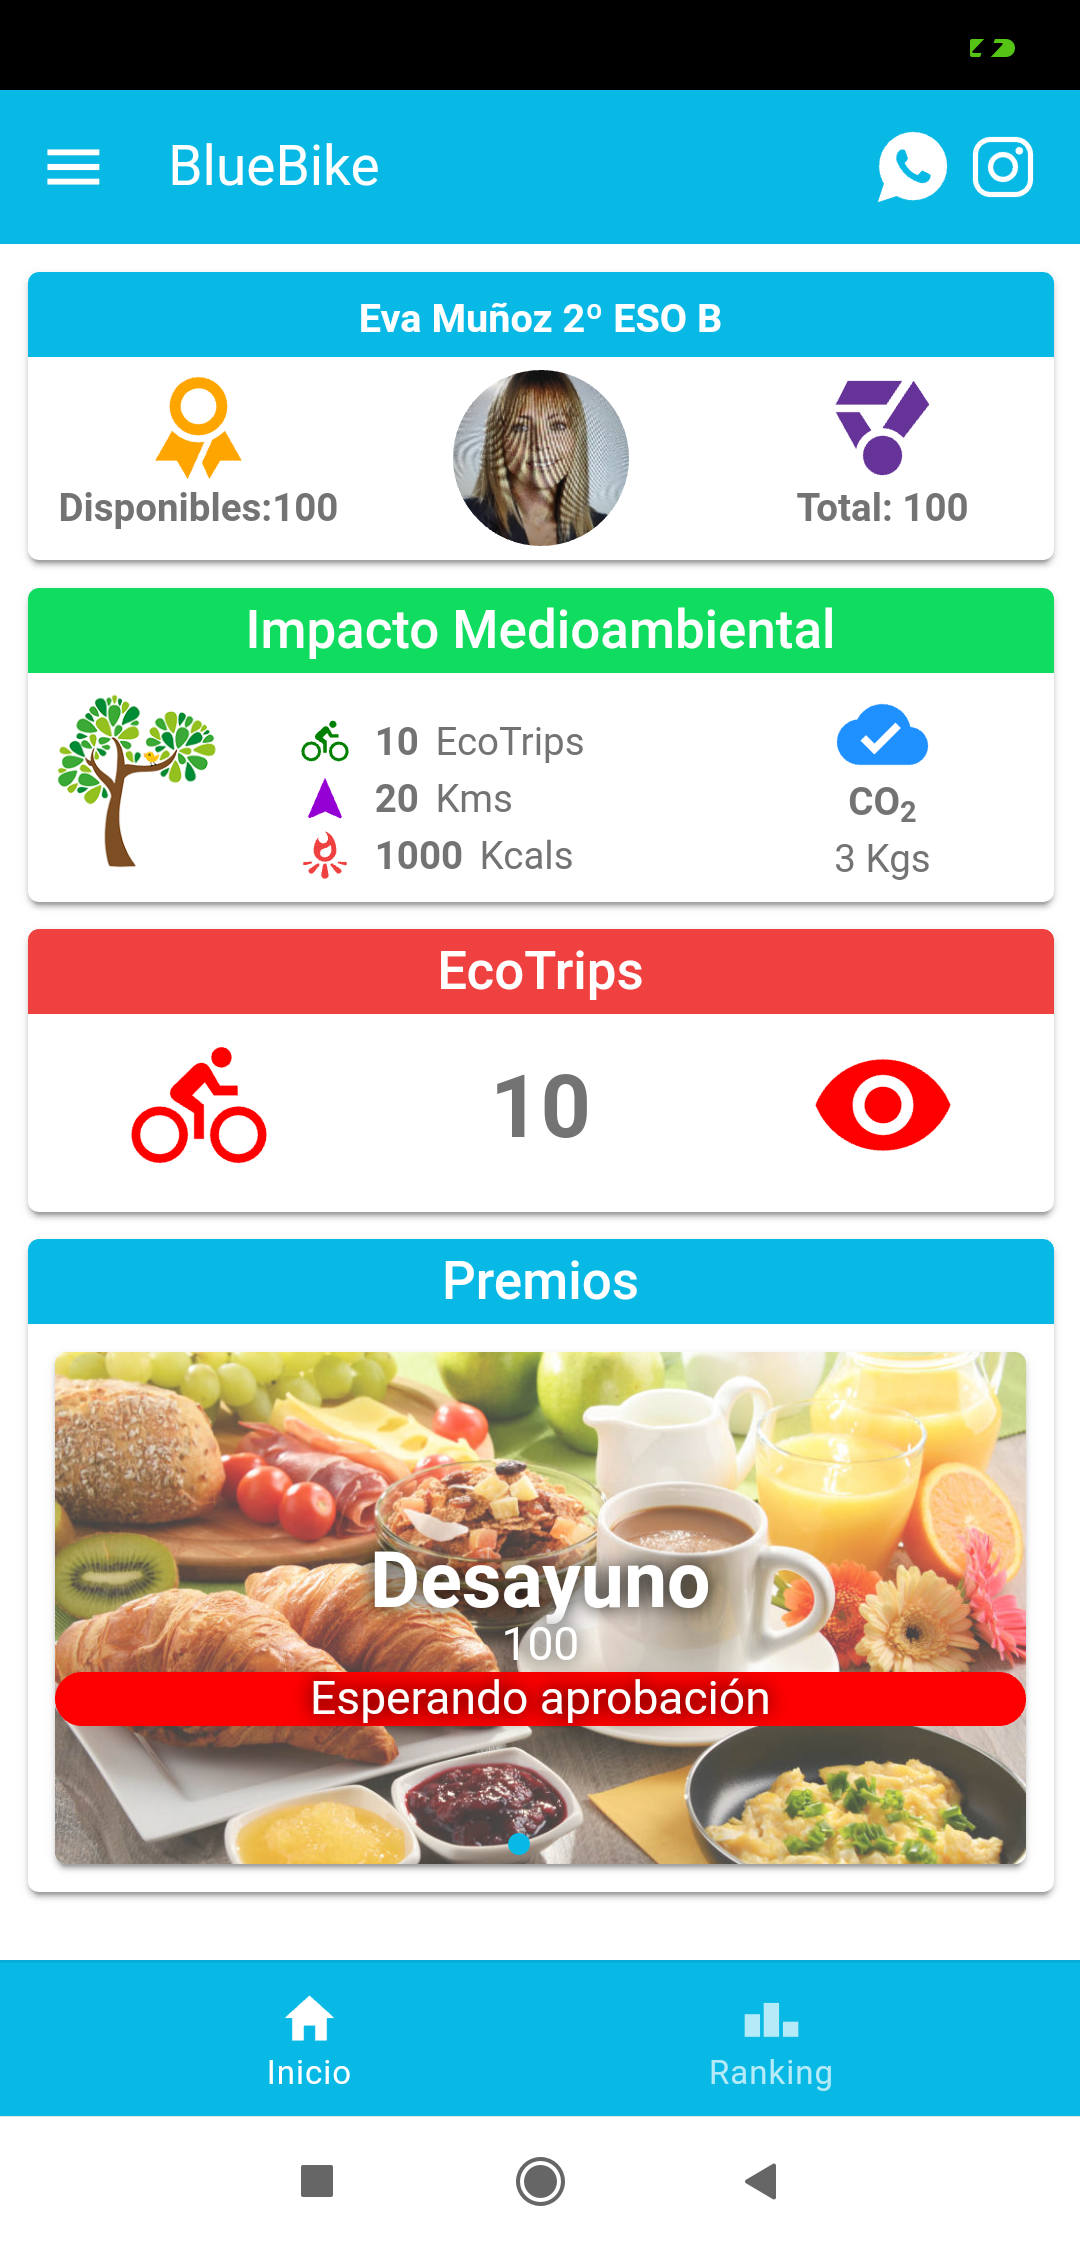 BlueBike
Eva Muñoz 2º ESO B
Disponibles:100
Total: 100
Impacto Medioambiental
10 EcoTrips
20 Kms
1000 Kcals
CO₂
3 Kgs
EcoTrips
10
Premios
Desayuno
100
Esperando aprobación
Inicio
Ranking